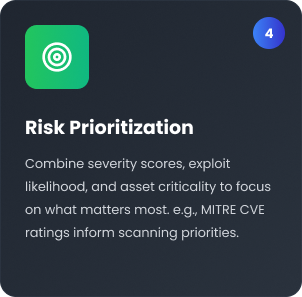 4
Risk Prioritization
Combine severity scores, exploit
likelihood, and asset criticality to focus
on what matters most. e.g., MITRE CVE
ratings inform scanning priorities.